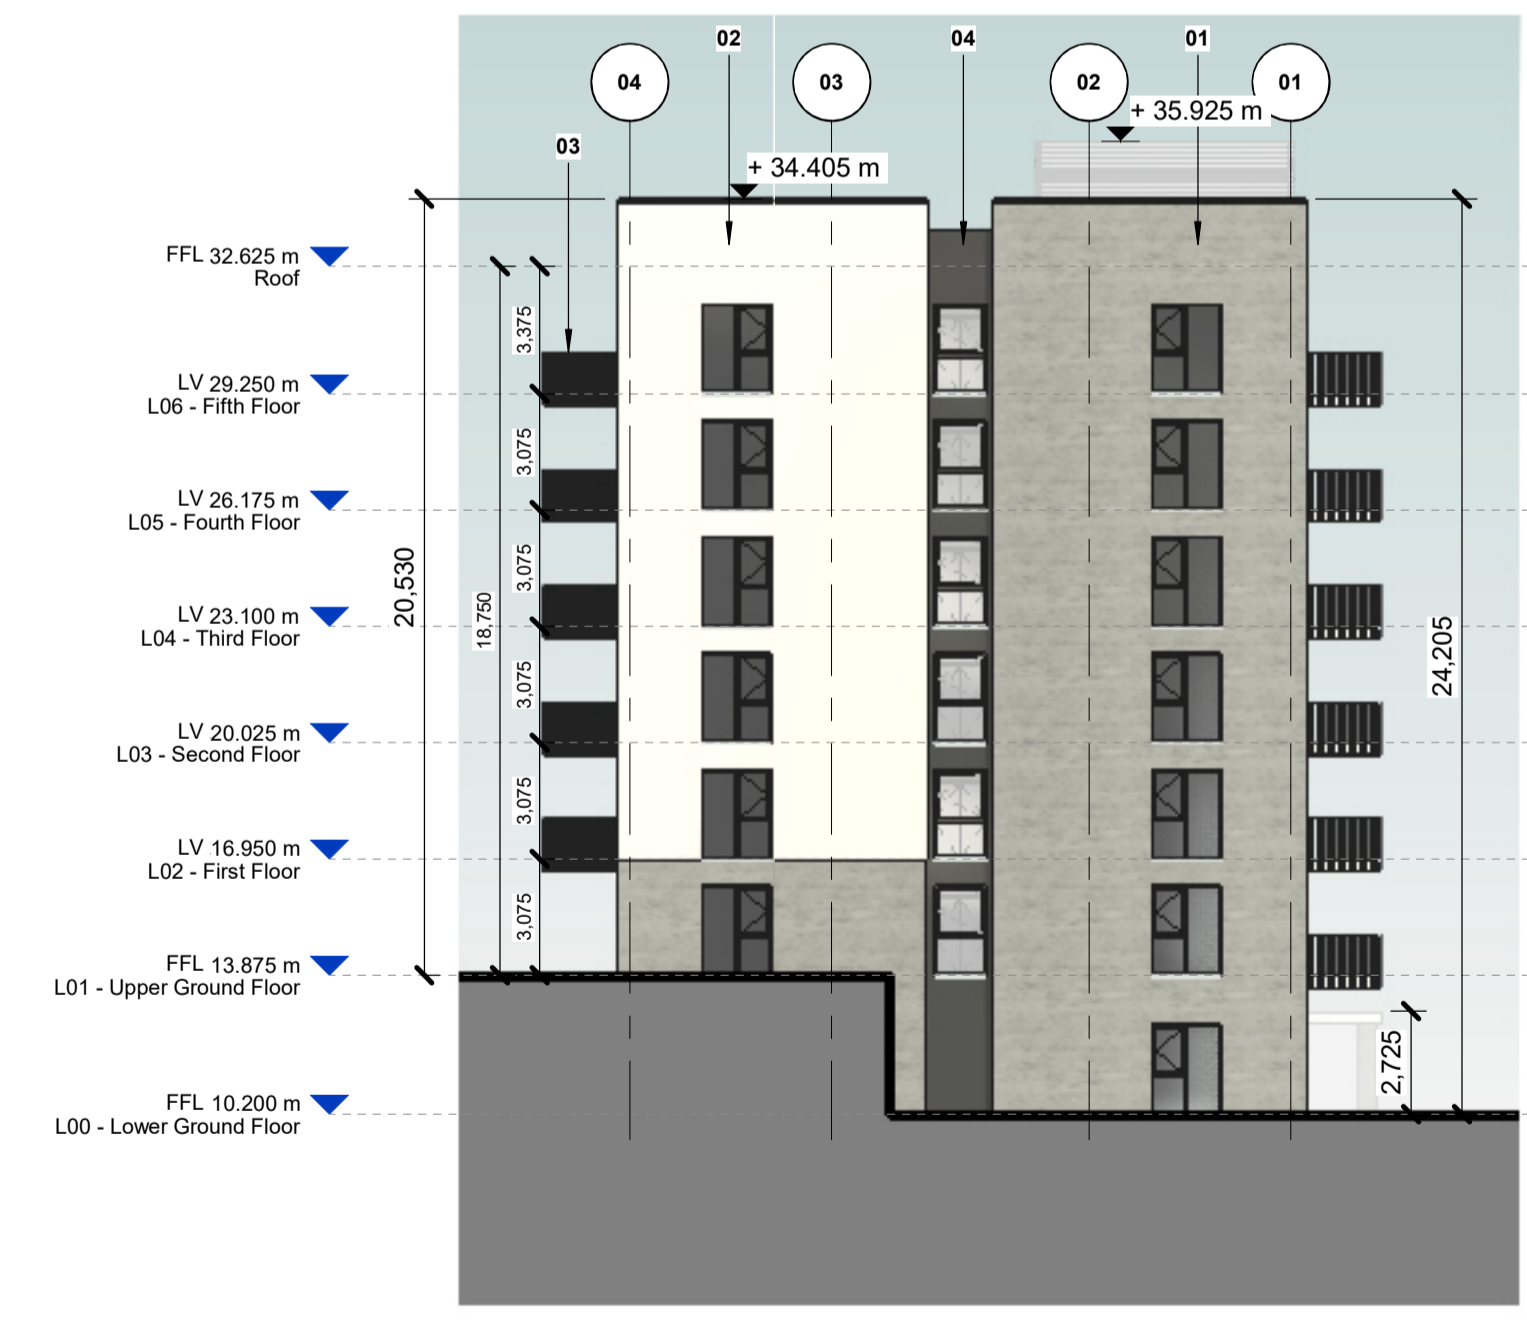 02
04
01
04
03
02
01
+ 35.925 m
03
+ 34.405 m
FFL 32.625 m
Roof
3,375
LV 29.250 m
L06 - Fifth Floor
3,075
LV 26.175 m
L05 - Fourth Floor
3,075
20,530
18,750
LV 23.100 m
L04 - Third Floor
24,205
3,075
LV 20.025 m
L03 - Second Floor
3,075
LV 16.950 m
L02 - First Floor
3,075
FFL 13.875 m
L01 - Upper Ground Floor
2,725
FFL 10.200 m
L00 - Lower Ground Floor